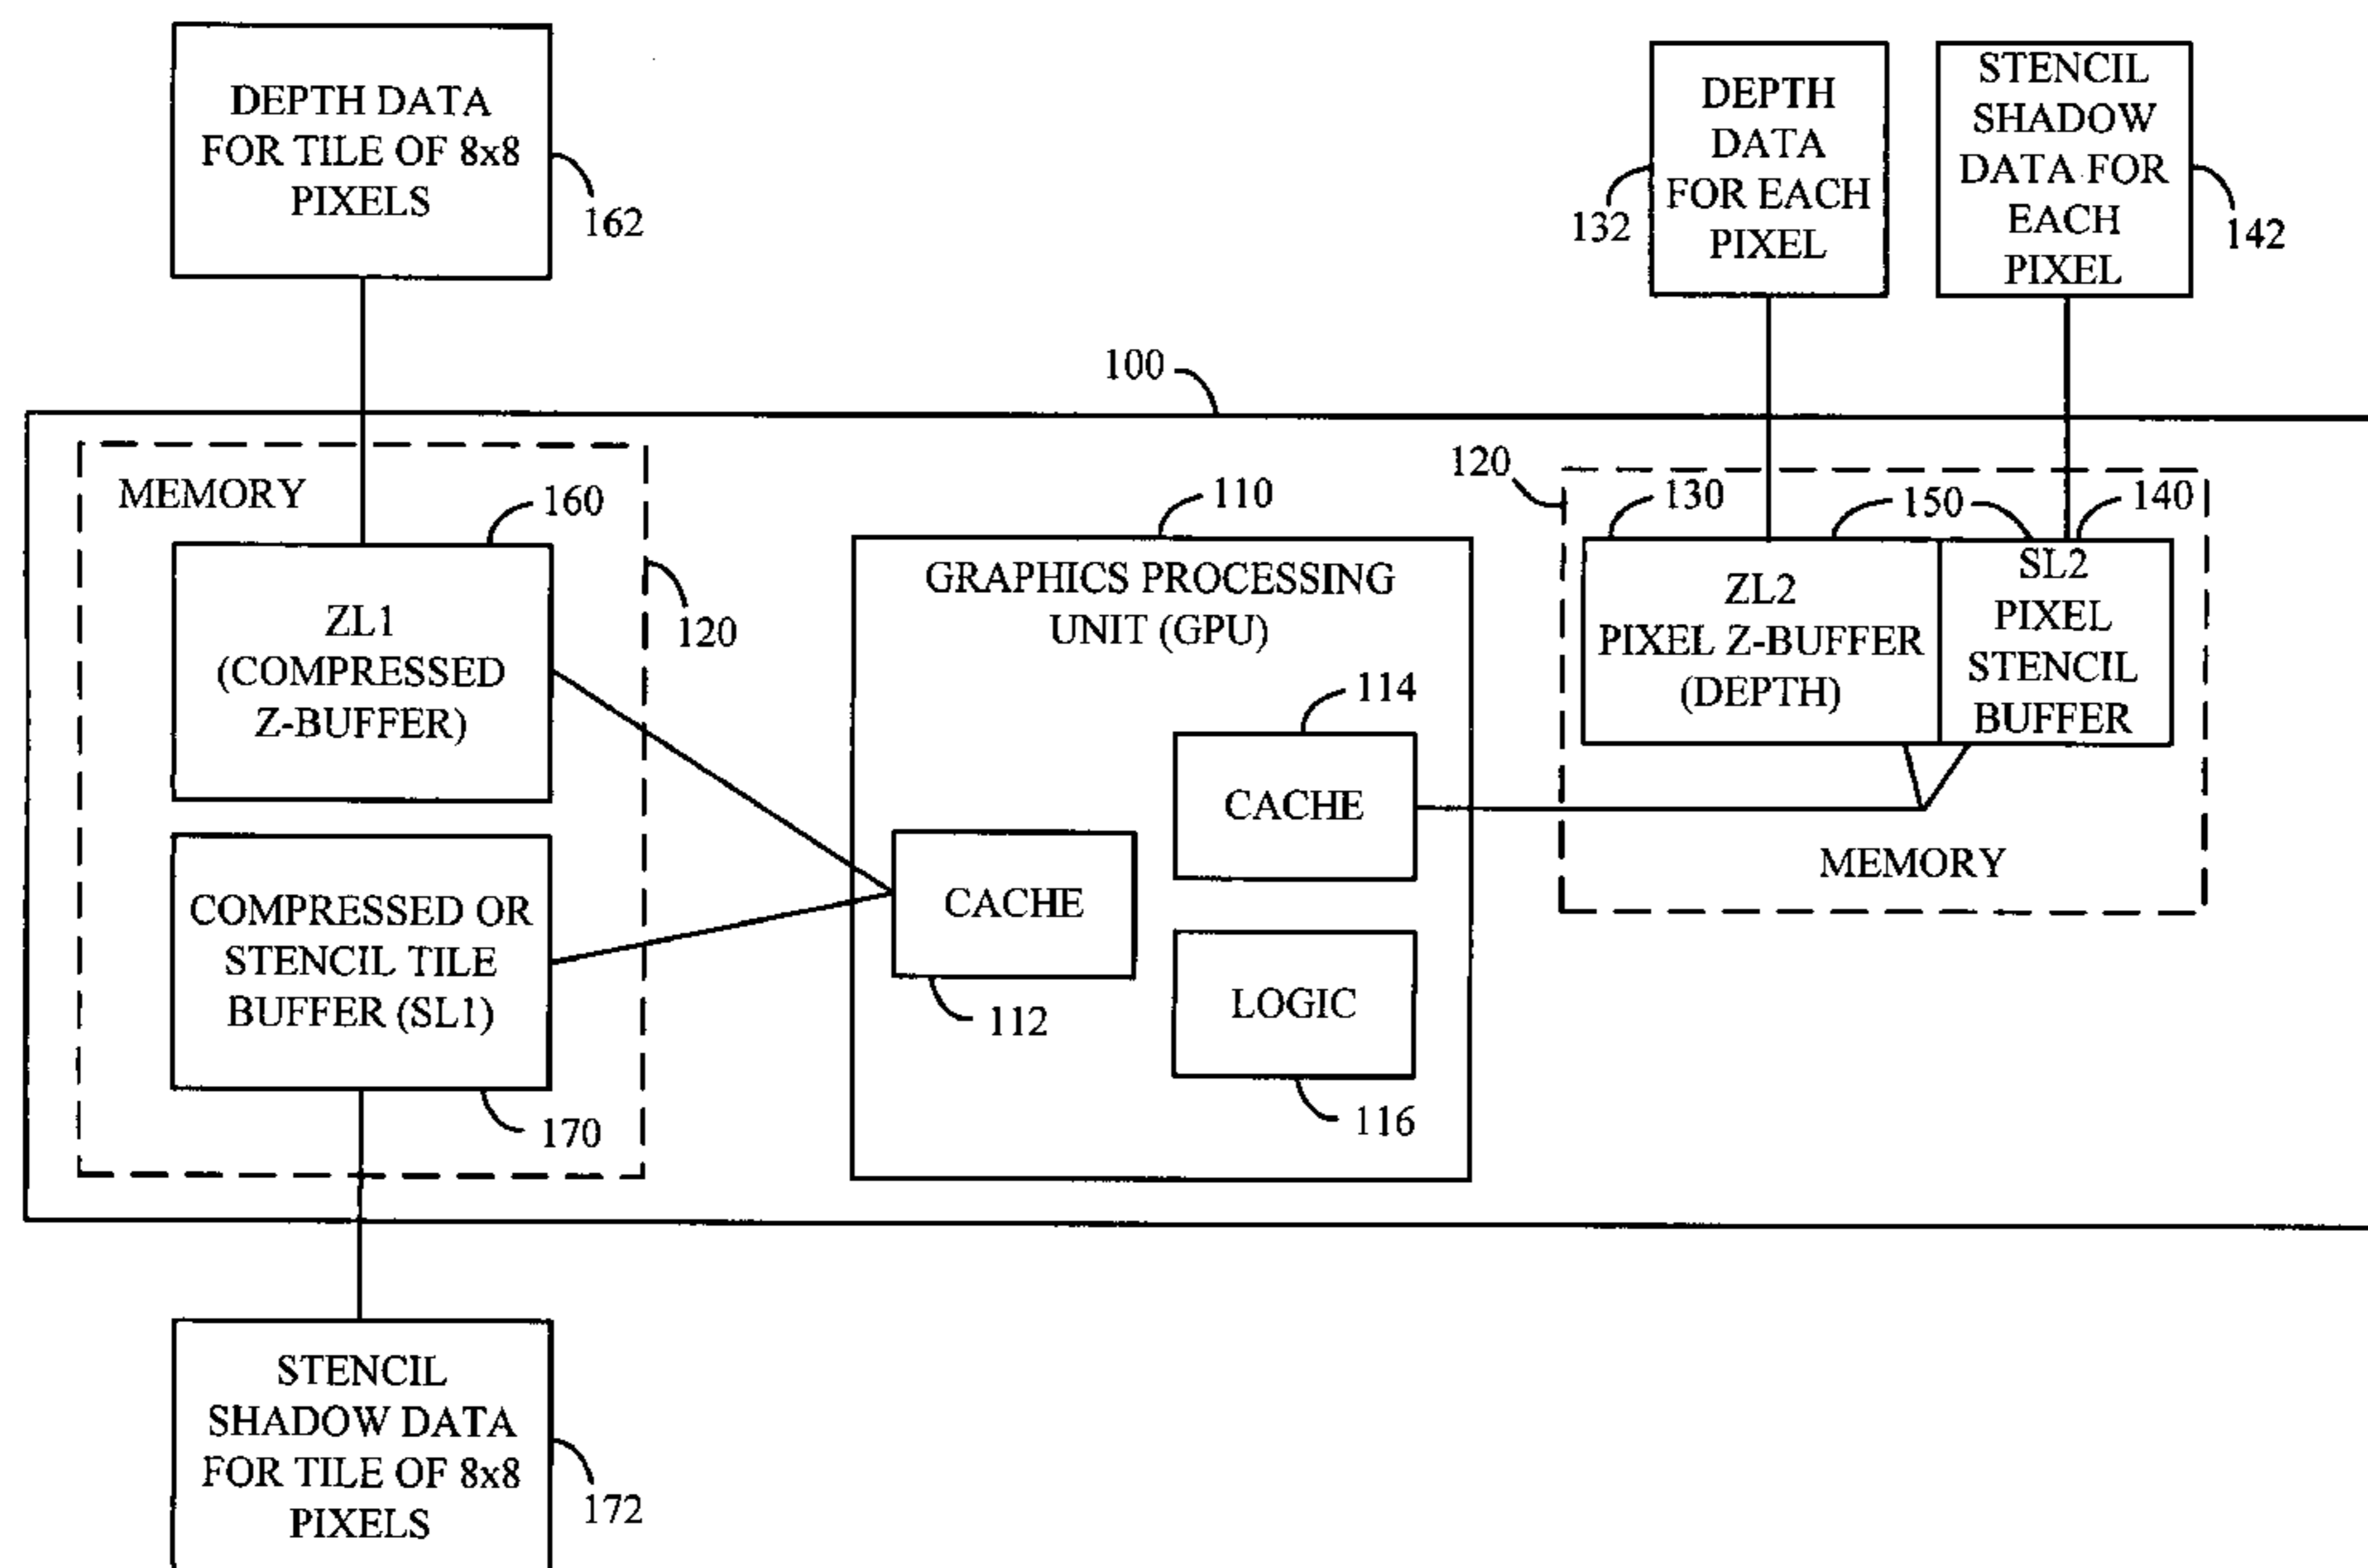 DEPTH DATA
FOR TILE OF 8x8
PIXELS
162
DEPTH
DATA
FOR EACH
PIXEL
132
STENCIL
SHADOW
DATA FOR
EACH
PIXEL
142
100
MEMORY
160
120
ZL1
(COMPRESSED
Z-BUFFER)
COMPRESSED OR
STENCIL TILE
BUFFER (SL1)
170
110
GRAPHICS PROCESSING
UNIT (GPU)
114
CACHE
CACHE
112
LOGIC
116
120
130
150
140
ZL2
PIXEL Z-BUFFER
(DEPTH)
SL2
PIXEL
STENCIL
BUFFER
MEMORY
STENCIL
SHADOW DATA
FOR TILE OF 8x8
PIXELS
172